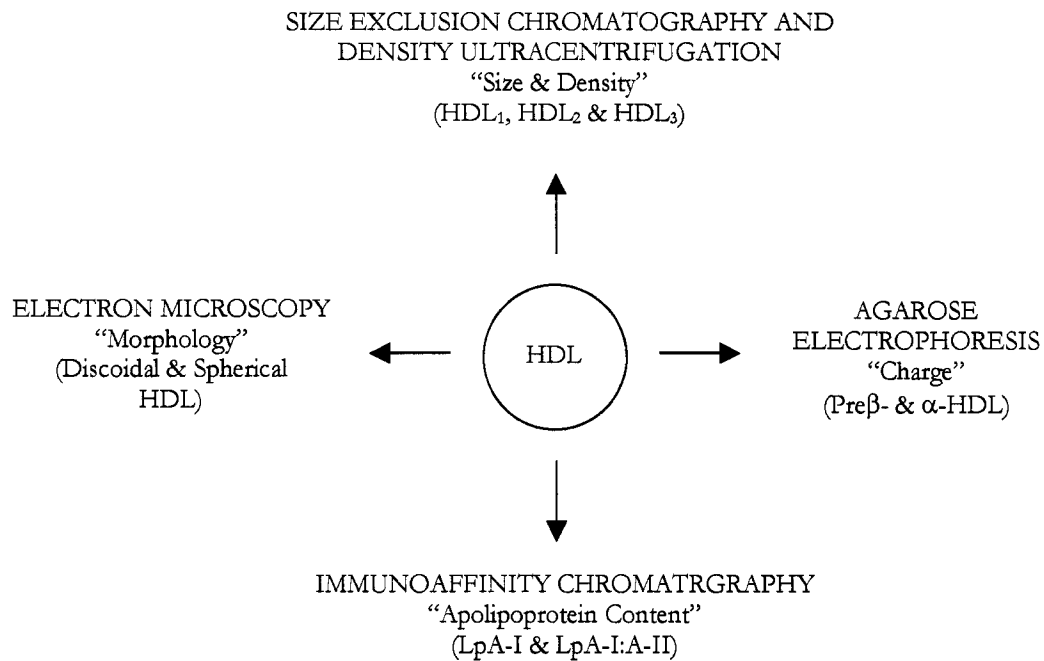 SIZE EXCLUSION CHROMATOGRAPHY AND
DENSITY ULTRACENTRIFUGATION
“Size & Density”
(HDL₁, HDL₂ & HDL₃)
ELECTRON MICROSCOPY
“Morphology”
(Discoidal & Spherical
HDL)
HDL
AGAROSE
ELECTROPHORESIS
“Charge”
(Preβ- & α-HDL)
IMMUNOAFFINITY CHROMATRGRAPHY
“Apolipoprotein Content”
(LpA-I & LpA-I:A-II)